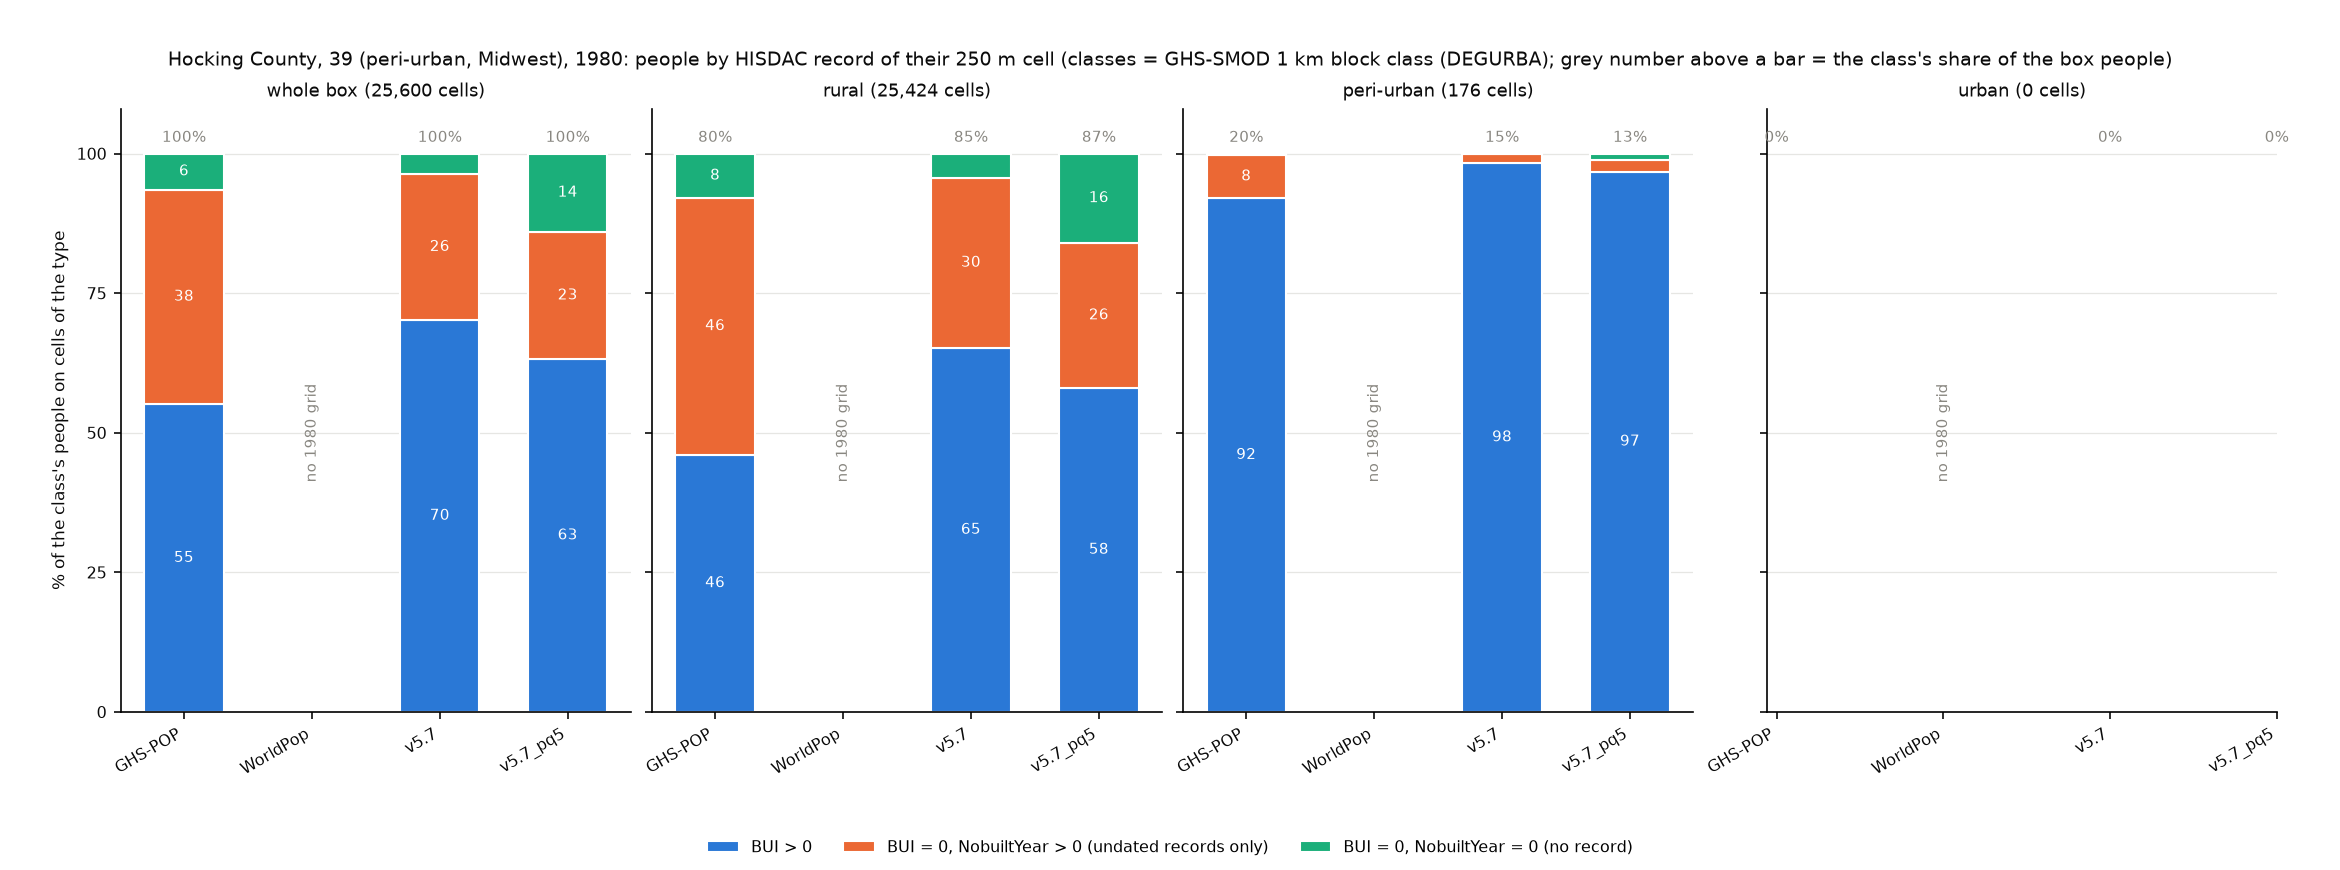 Hocking County, 39 (peri-urban, Midwest), 1980: people by HISDAC record of their 250 m cell (classes = GHS-SMOD 1 km block class (DEGURBA); grey number above a bar = the class's share of the box people)
whole box (25,600 cells)
rural (25,424 cells)
peri-urban (176 cells)
urban (0 cells)
% of the class's people on cells of the type
100
75
50
25
0
100%
100%
100%
6
38
55
no 1980 grid
26
70
14
23
63
GHS-POP
WorldPop
v5.7
v5.7_pq5
80%
85%
87%
8
46
46
no 1980 grid
30
65
16
26
58
GHS-POP
WorldPop
v5.7
v5.7_pq5
20%
15%
13%
8
92
no 1980 grid
98
97
GHS-POP
WorldPop
v5.7
v5.7_pq5
0%
0%
0%
no 1980 grid
GHS-POP
WorldPop
v5.7
v5.7_pq5
BUI > 0
BUI = 0, NobuiltYear > 0 (undated records only)
BUI = 0, NobuiltYear = 0 (no record)